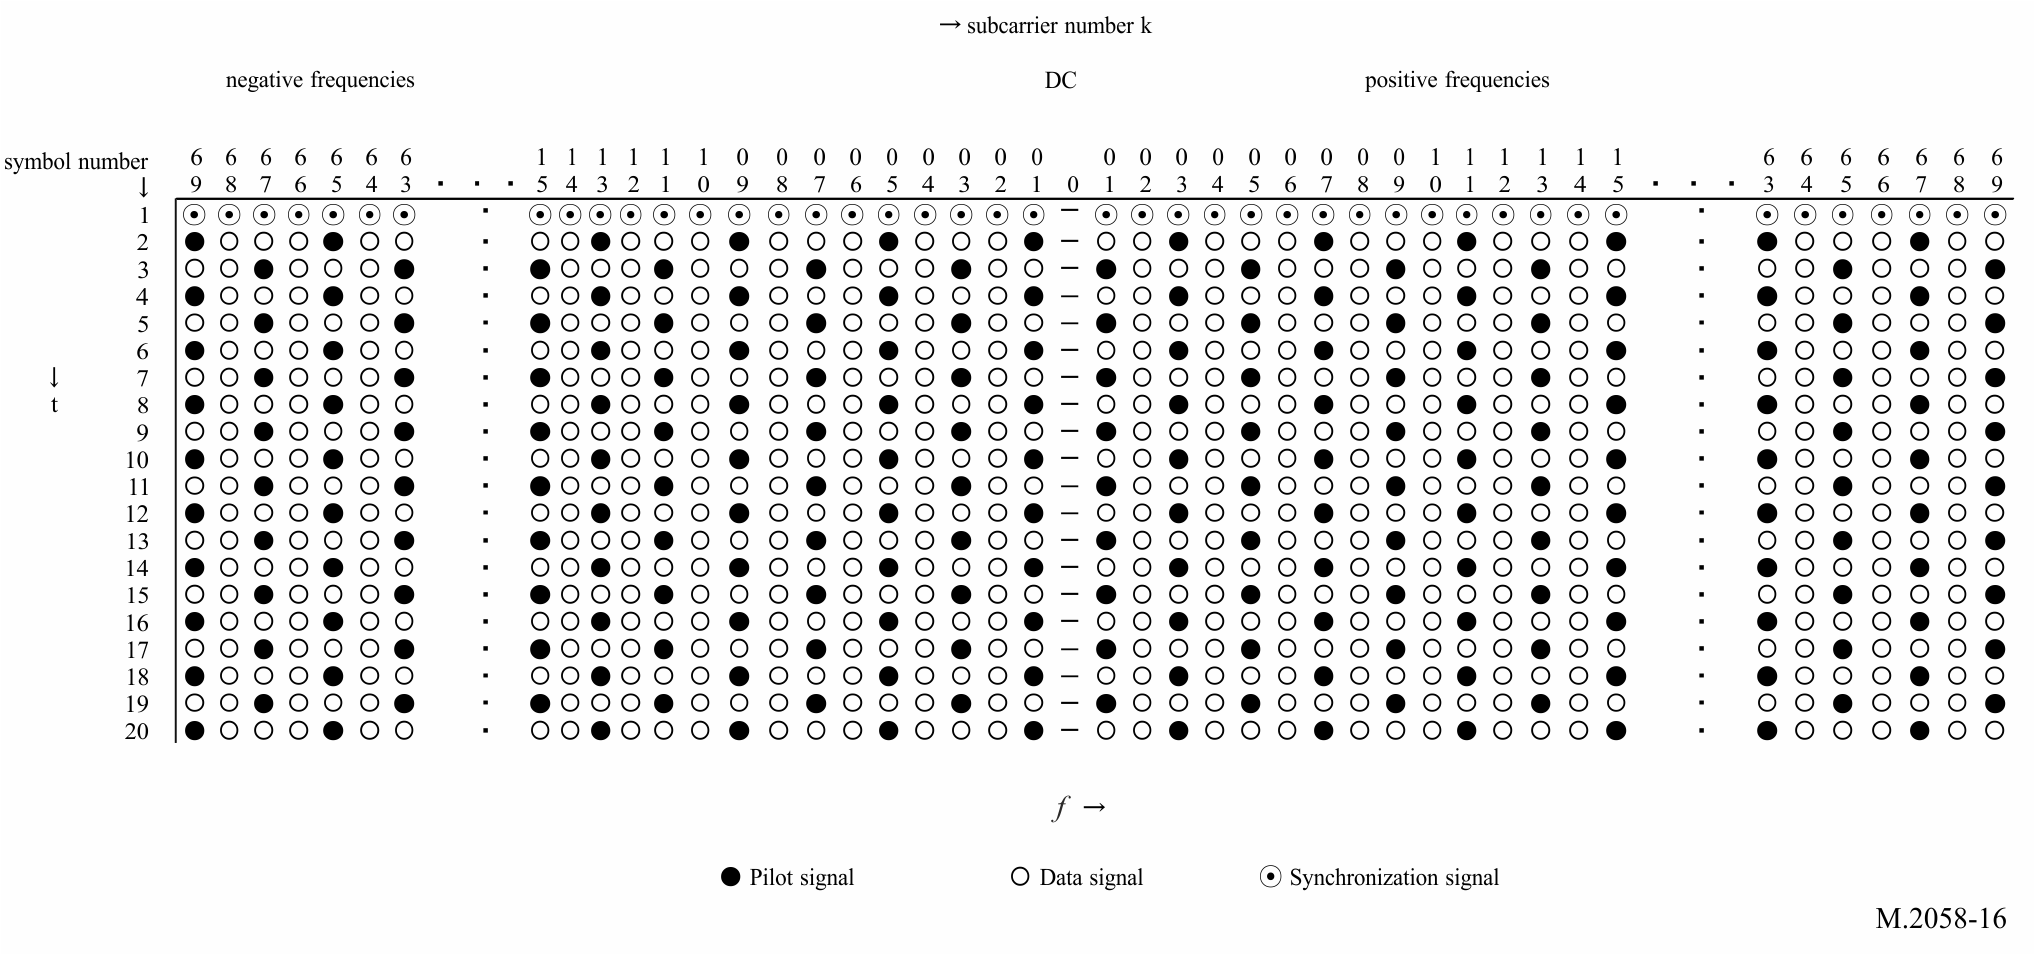 → subcarrier number k
negative frequencies DC positive frequencies
symbol number 6 6 6 6 6 6 6 1 1 1 1 1 1 0 0 0 0 0 0 0 0 0 0 0 0 0 0 0 0 0 0 1 1 1 1 1 1 6 6 6 6 6 6 6
↓ 9 8 7 6 5 4 3 . . . 5 4 3 2 1 0 9 8 7 6 5 4 3 2 1 0 1 2 3 4 5 6 7 8 9 0 1 2 3 4 5 . . . 3 4 5 6 7 8 9
1
2
3
4
5
6
↓ 7
t 8
9
10
11
12
13
14
15
16
17
18
19
20
f →
Pilot signal Data signal Synchronization signal
M.2058-16